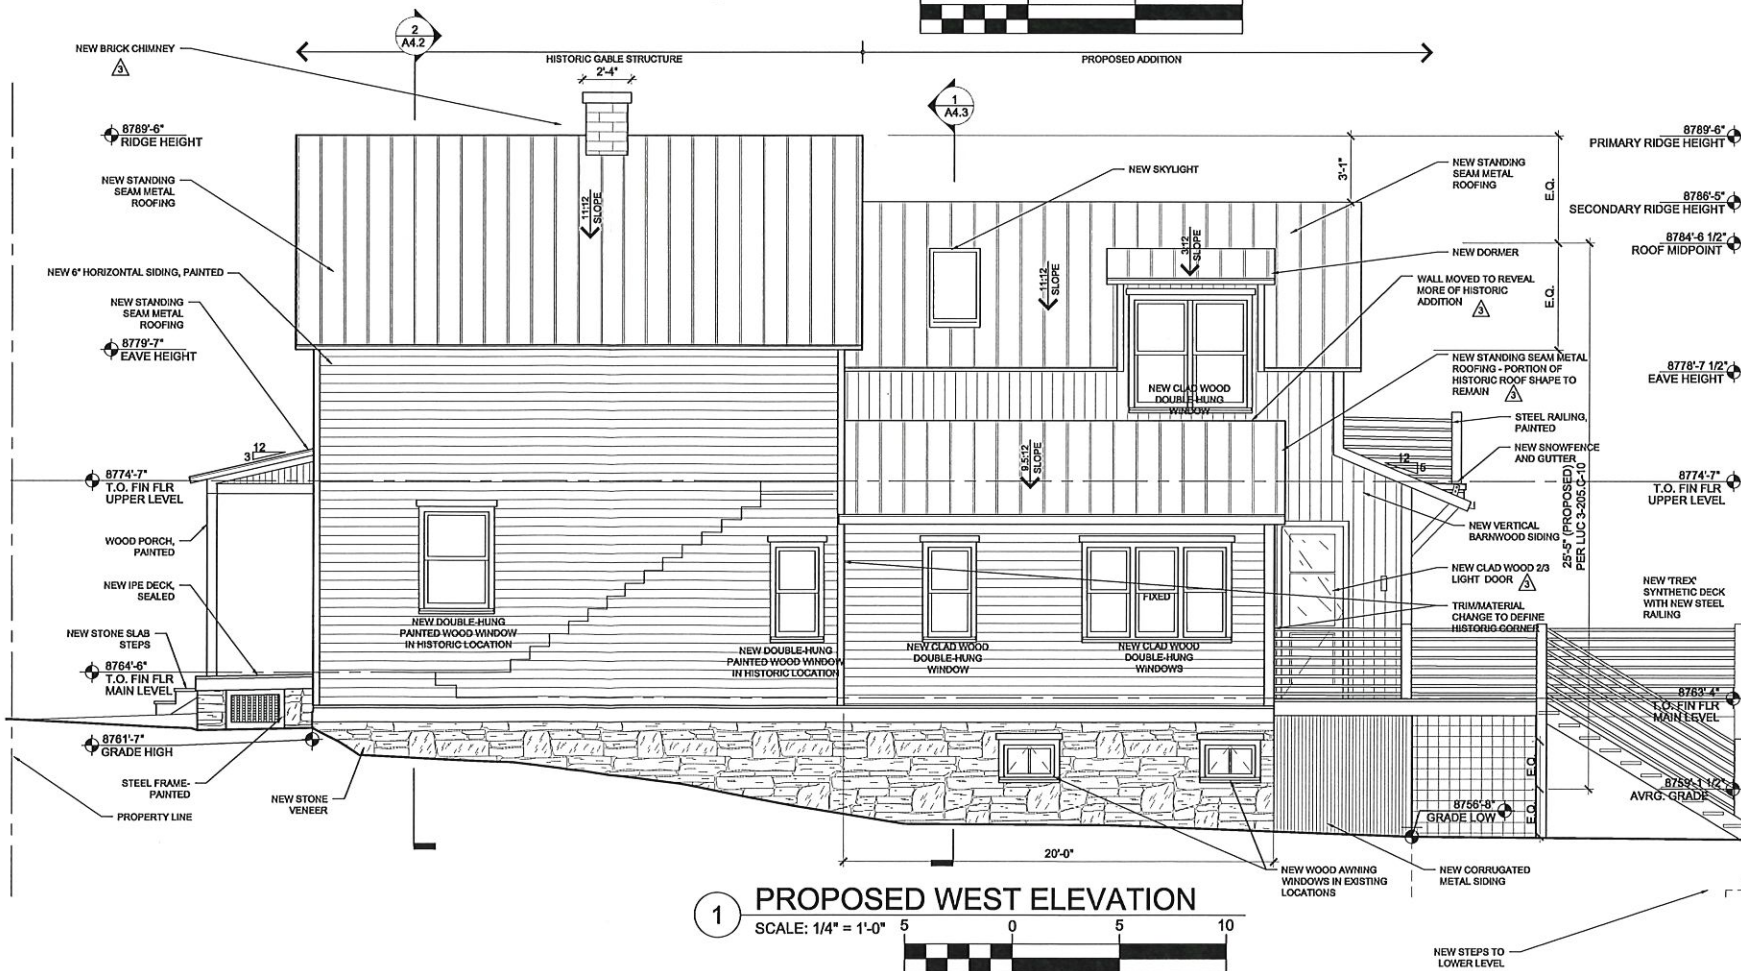 2
A4.2
NEW BRICK CHIMNEY
3
HISTORIC GABLE STRUCTURE
PROPOSED ADDITION
2'-4"
1
A4.3
8789'-6"
RIDGE HEIGHT
8789'-6"
PRIMARY RIDGE HEIGHT
3'-1"
E.Q.
NEW STANDING
SEAM METAL
ROOFING
11:12
SLOPE
NEW SKYLIGHT
NEW STANDING
SEAM METAL
ROOFING
8786'-5"
SECONDARY RIDGE HEIGHT
8784'-6 1/2"
ROOF MIDPOINT
NEW 6" HORIZONTAL SIDING, PAINTED
11:12
SLOPE
3:12
SLOPE
NEW DORMER
WALL MOVED TO REVEAL
MORE OF HISTORIC
ADDITION
3
E.Q.
NEW STANDING
SEAM METAL
ROOFING
8779'-7"
EAVE HEIGHT
NEW STANDING SEAM METAL
ROOFING - PORTION OF
HISTORIC ROOF SHAPE TO
REMAIN
3
8778'-7 1/2"
EAVE HEIGHT
NEW CLAD WOOD
DOUBLE-HUNG
WINDOW
STEEL RAILING,
PAINTED
NEW SNOWFENCE
AND GUTTER
12
3
9.5:12
SLOPE
12
5
8774'-7"
T.O. FIN FLR
UPPER LEVEL
8774'-7"
T.O. FIN FLR
UPPER LEVEL
25'-5" (PROPOSED)
PER LUC 3-205.C-10
WOOD PORCH,
PAINTED
NEW VERTICAL
BARNWOOD SIDING
NEW IPE DECK,
SEALED
NEW CLAD WOOD 2/3
LIGHT DOOR
3
NEW 'TREX'
SYNTHETIC DECK
WITH NEW STEEL
RAILING
FIXED
TRIM/MATERIAL
CHANGE TO DEFINE
HISTORIC CORNER
NEW STONE SLAB
STEPS
NEW DOUBLE-HUNG
PAINTED WOOD WINDOW
IN HISTORIC LOCATION
NEW DOUBLE-HUNG
PAINTED WOOD WINDOW
IN HISTORIC LOCATION
NEW CLAD WOOD
DOUBLE-HUNG
WINDOW
NEW CLAD WOOD
DOUBLE-HUNG
WINDOWS
8764'-6"
T.O. FIN FLR
MAIN LEVEL
8763'-4"
T.O. FIN FLR
MAIN LEVEL
8761'-7"
GRADE HIGH
STEEL FRAME-
PAINTED
NEW STONE
VENEER
PROPERTY LINE
E.Q.
E.Q.
8759'-1 1/2"
AVRG. GRADE
8756'-8"
GRADE LOW
20'-0"
NEW WOOD AWNING
WINDOWS IN EXISTING
LOCATIONS
NEW CORRUGATED
METAL SIDING
1
PROPOSED WEST ELEVATION
SCALE: 1/4" = 1'-0"
5 0 5 10
NEW STEPS TO
LOWER LEVEL